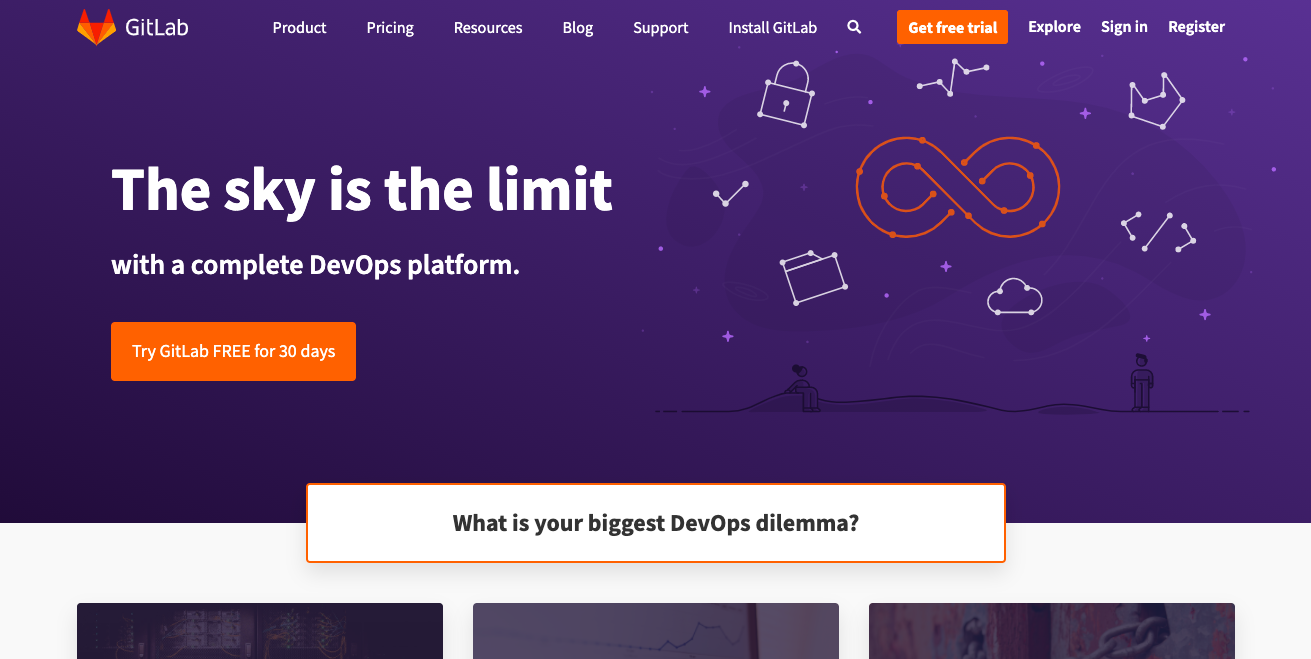 GitLab
Product Pricing Resources Blog Support Install GitLab Get free trial Explore Sign in Register
The sky is the limit
with a complete DevOps platform.
Try GitLab FREE for 30 days
What is your biggest DevOps dilemma?